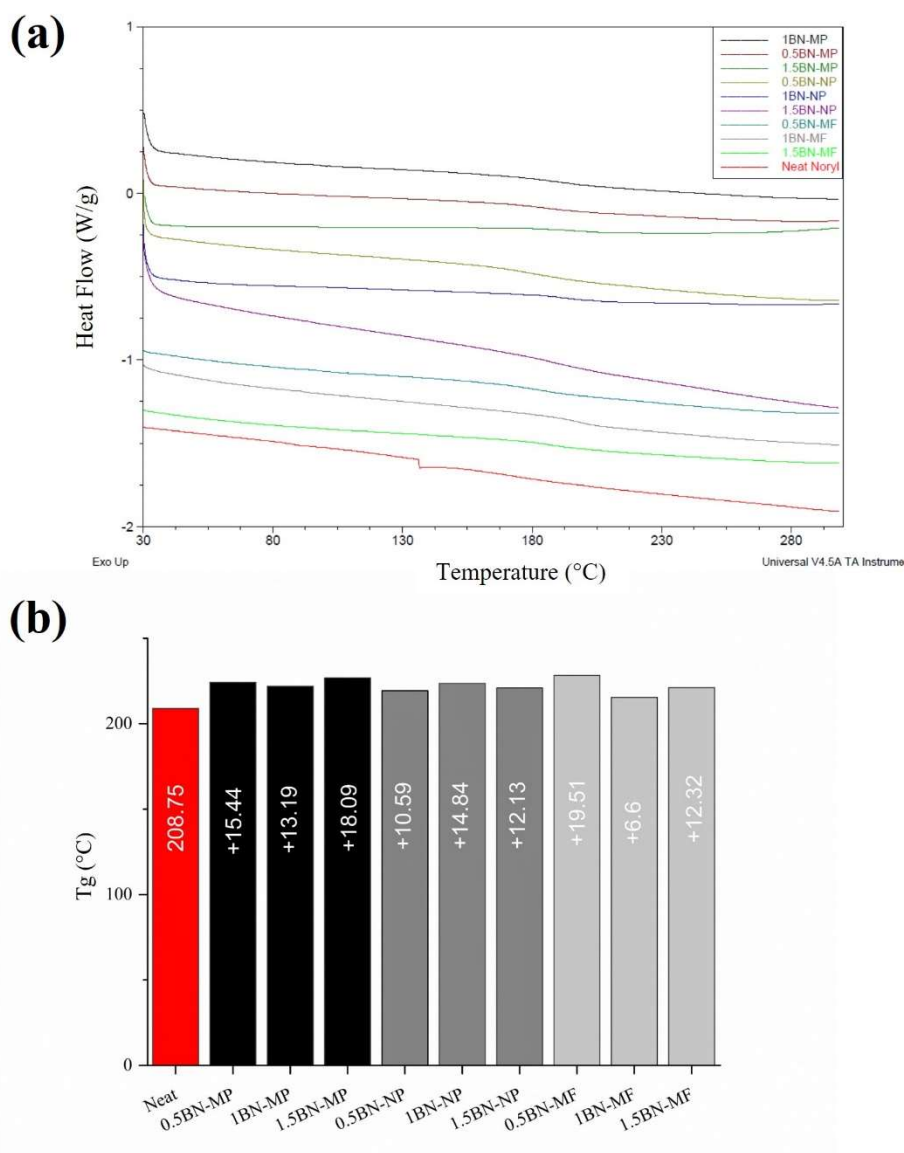 (a)
1
0
-1
-2
Heat Flow (W/g)
1BN-MP
0.5BN-MP
1.5BN-MP
0.5BN-NP
1BN-NP
1.5BN-NP
0.5BN-MF
1BN-MF
1.5BN-MF
Neat Noryl
30
80
130
180
230
280
Exo Up
Temperature (°C)
Universal V4.5A TA Instrume
(b)
200
100
0
Tg (°C)
208.75
+15.44
+13.19
+18.09
+10.59
+14.84
+12.13
+19.51
+6.6
+12.32
Neat
0.5BN-MP
1BN-MP
1.5BN-MP
0.5BN-NP
1BN-NP
1.5BN-NP
0.5BN-MF
1BN-MF
1.5BN-MF